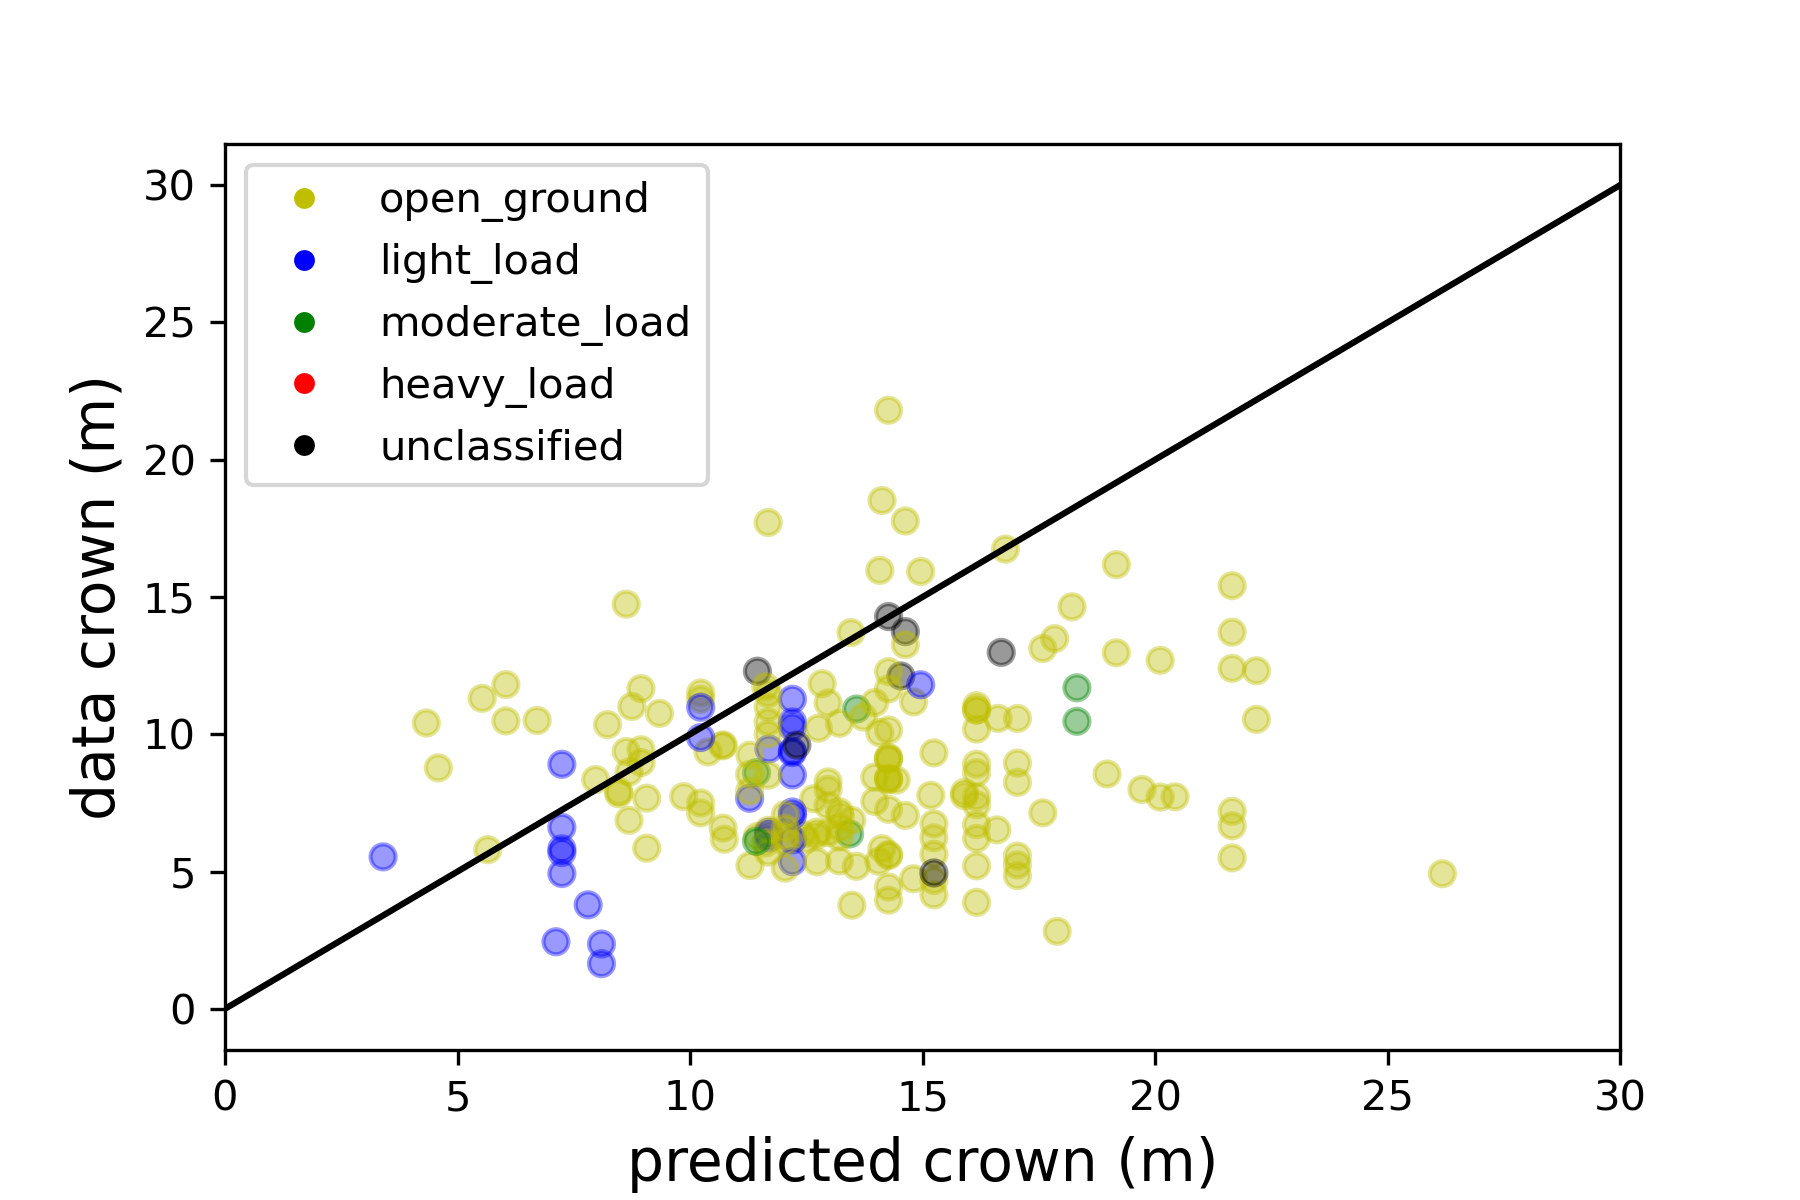 open_ground
light_load
moderate_load
heavy_load
unclassified
data crown (m)
30
25
20
15
10
5
0
0 5 10 15 20 25 30
predicted crown (m)